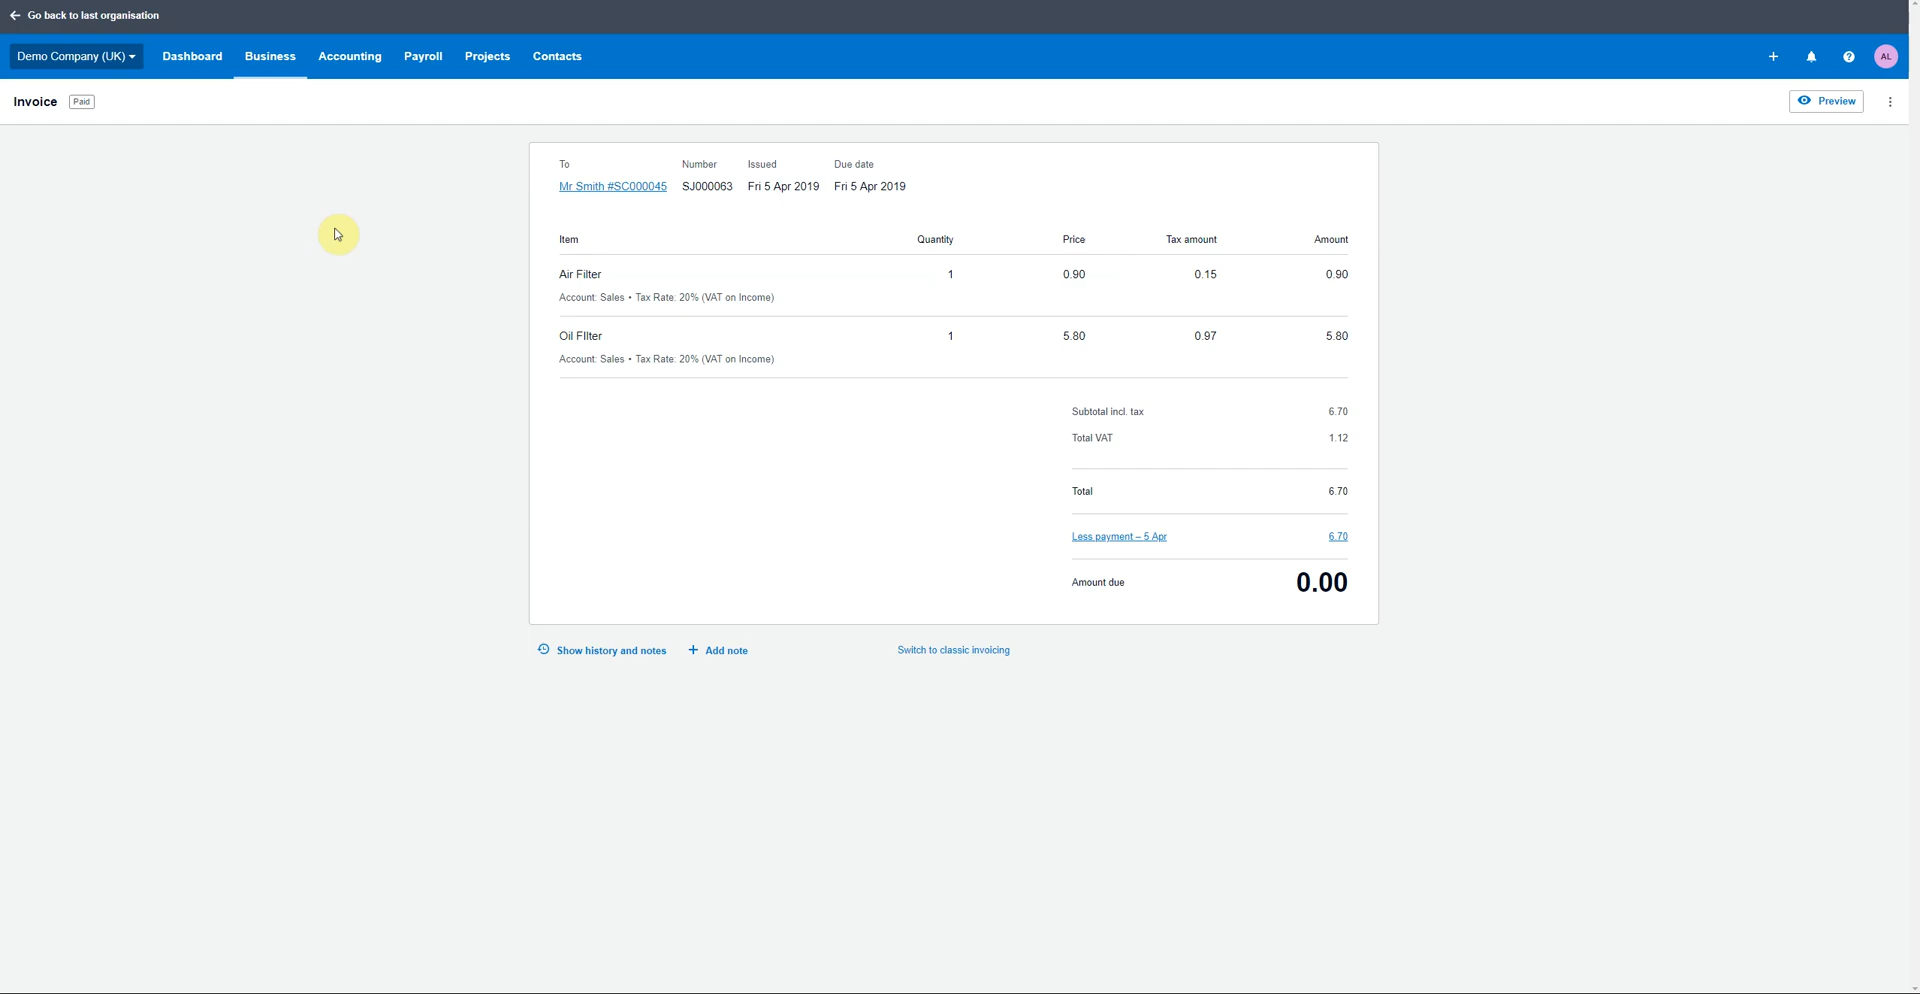 Go back to last organisation
Demo Company (UK) Dashboard Business Accounting Payroll Projects Contacts AL
Invoice Paid Preview
To Number Issued Due date
Mr Smith #SC000045 SJ000063 Fri 5 Apr 2019 Fri 5 Apr 2019
Item Quantity Price Tax amount Amount
Air Filter 1 0.90 0.15 0.90
Account: Sales • Tax Rate: 20% (VAT on Income)
Oil FIlter 1 5.80 0.97 5.80
Account: Sales • Tax Rate: 20% (VAT on Income)
Subtotal incl. tax 6.70
Total VAT 1.12
Total 6.70
Less payment – 5 Apr 6.70
Amount due 0.00
Show history and notes + Add note Switch to classic invoicing